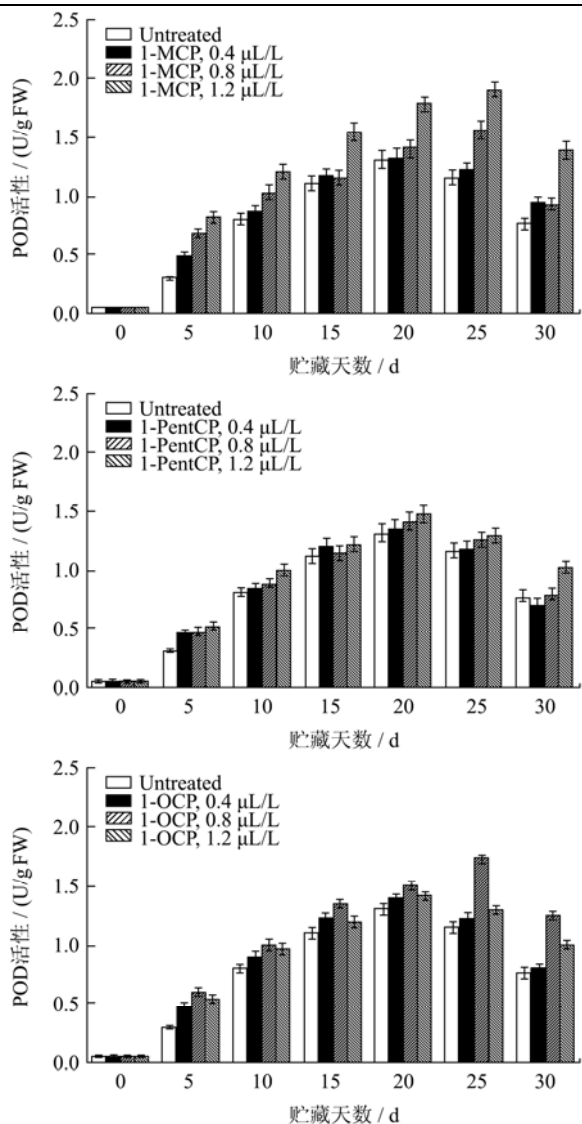 2.5
Untreated
1-MCP, 0.4 μL/L
2.0
1-MCP, 0.8 μL/L
1-MCP, 1.2 μL/L
1.5
1.0
0.5
0.0
POD活性 / (U/g FW)
0 5 10 15 20 25 30
贮藏天数 / d
2.5
Untreated
1-PentCP, 0.4 μL/L
2.0
1-PentCP, 0.8 μL/L
1-PentCP, 1.2 μL/L
1.5
1.0
0.5
0.0
POD活性 / (U/g FW)
0 5 10 15 20 25 30
贮藏天数 / d
2.5
Untreated
1-OCP, 0.4 μL/L
2.0
1-OCP, 0.8 μL/L
1-OCP, 1.2 μL/L
1.5
1.0
0.5
0.0
POD活性 / (U/g FW)
0 5 10 15 20 25 30
贮藏天数 / d